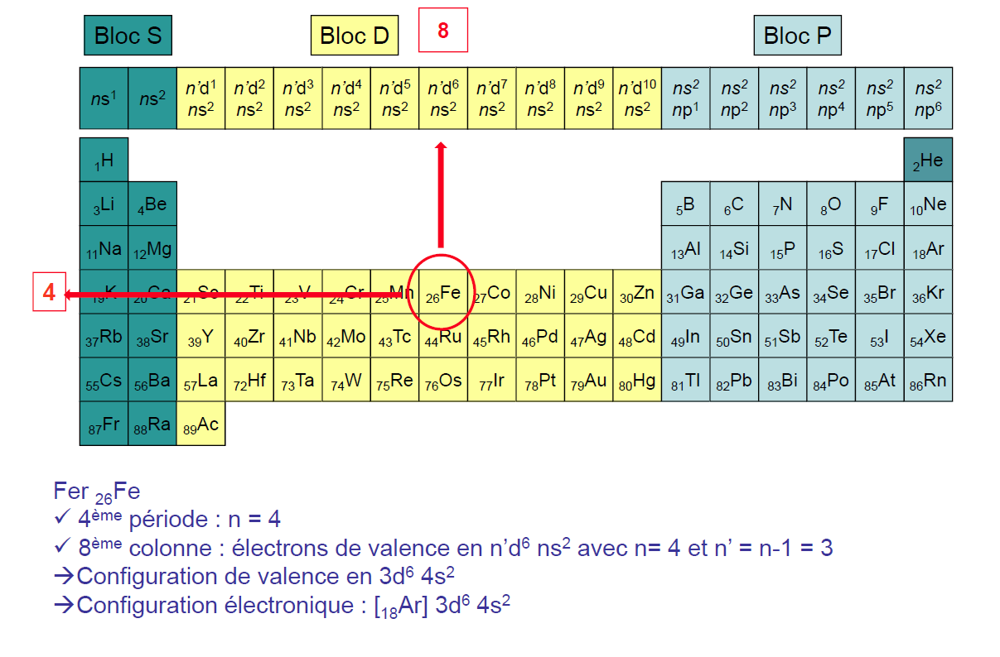 Bloc S Bloc D 8 Bloc P
ns¹ ns² n'd¹ ns² n'd² ns² n'd³ ns² n'd⁴ ns² n'd⁵ ns² n'd⁶ ns² n'd⁷ ns² n'd⁸ ns² n'd⁹ ns² n'd¹⁰ ns² ns² np¹ ns² np² ns² np³ ns² np⁴ ns² np⁵ ns² np⁶
₁H ₂He
₃Li ₄Be ₅B ₆C ₇N ₈O ₉F ₁₀Ne
₁₁Na ₁₂Mg ₁₃Al ₁₄Si ₁₅P ₁₆S ₁₇Cl ₁₈Ar
4 ₁₉K ₂₀Ca ₂₁Sc ₂₂Ti ₂₃V ₂₄Cr ₂₅Mn ₂₆Fe ₂₇Co ₂₈Ni ₂₉Cu ₃₀Zn ₃₁Ga ₃₂Ge ₃₃As ₃₄Se ₃₅Br ₃₆Kr
₃₇Rb ₃₈Sr ₃₉Y ₄₀Zr ₄₁Nb ₄₂Mo ₄₃Tc ₄₄Ru ₄₅Rh ₄₆Pd ₄₇Ag ₄₈Cd ₄₉In ₅₀Sn ₅₁Sb ₅₂Te ₅₃I ₅₄Xe
₅₅Cs ₅₆Ba ₅₇La ₇₂Hf ₇₃Ta ₇₄W ₇₅Re ₇₆Os ₇₇Ir ₇₈Pt ₇₉Au ₈₀Hg ₈₁Tl ₈₂Pb ₈₃Bi ₈₄Po ₈₅At ₈₆Rn
₈₇Fr ₈₈Ra ₈₉Ac
Fer ₂₆Fe
✓ 4ème période : n = 4
✓ 8ème colonne : électrons de valence en n'd⁶ ns² avec n= 4 et n' = n-1 = 3
→Configuration de valence en 3d⁶ 4s²
→Configuration électronique : [₁₈Ar] 3d⁶ 4s²